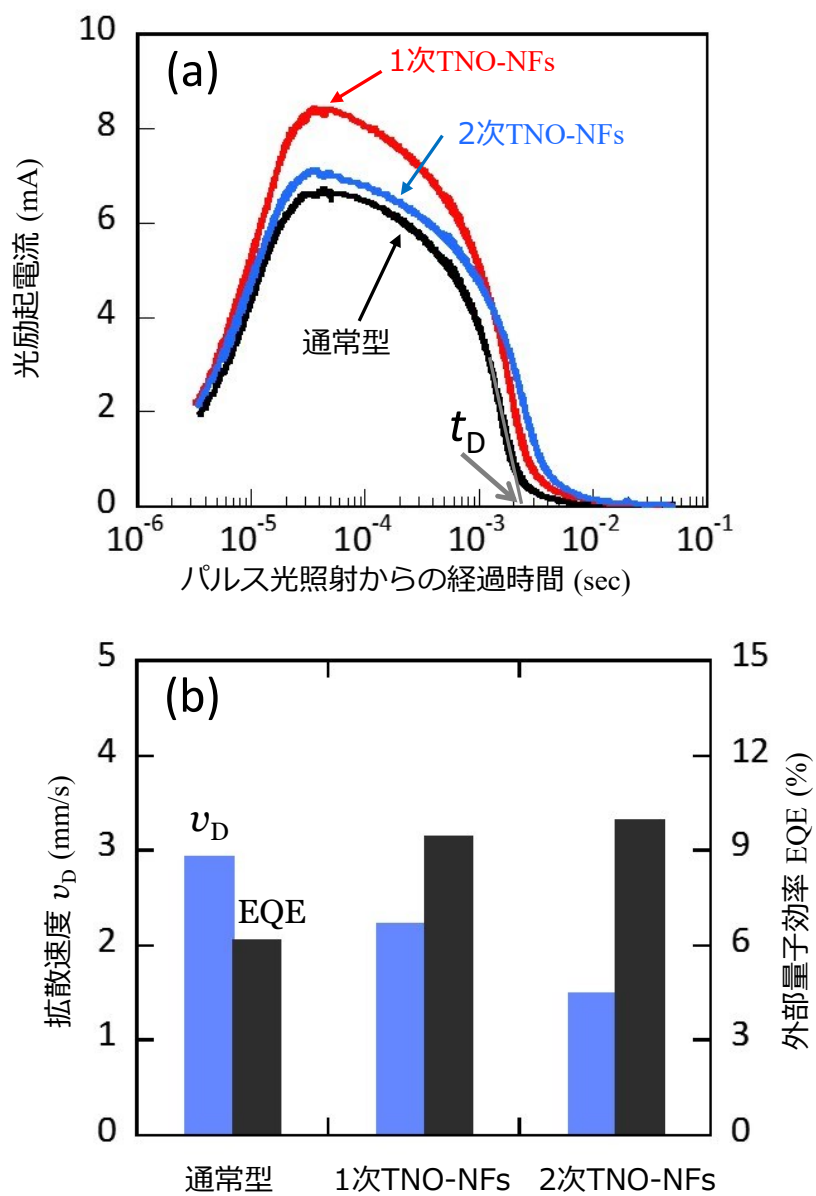 (a)
10
8
6
4
2
0
光励起電流 (mA)
1次TNO-NFs
2次TNO-NFs
通常型
tD
10-6
10-5
10-4
10-3
10-2
10-1
パルス光照射からの経過時間 (sec)
(b)
5
4
3
2
1
0
拡散速度 vD (mm/s)
vD
EQE
15
12
9
6
3
0
外部量子効率 EQE (%)
通常型
1次TNO-NFs
2次TNO-NFs